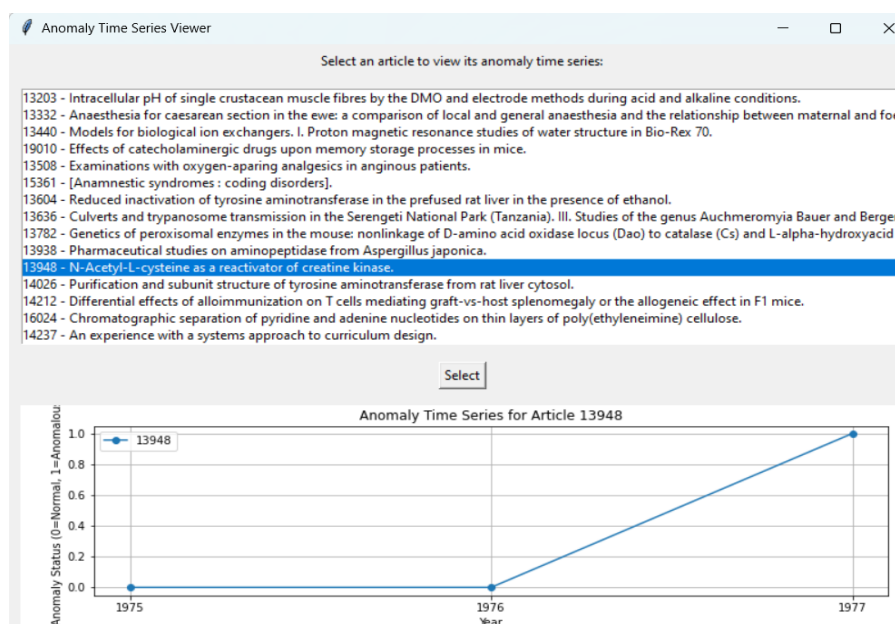 Anomaly Time Series Viewer
Select an article to view its anomaly time series:
13203 - Intracellular pH of single crustacean muscle fibres by the DMO and electrode methods during acid and alkaline conditions.
13332 - Anaesthesia for caesarean section in the ewe: a comparison of local and general anaesthesia and the relationship between maternal and
13440 - Models for biological ion exchangers. I. Proton magnetic resonance studies of water structure in Bio-Rex 70.
19010 - Effects of catecholaminergic drugs upon memory storage processes in mice.
13508 - Examinations with oxygen-aparing analgesics in anginous patients.
15361 - [Anamnestic syndromes : coding disorders].
13604 - Reduced inactivation of tyrosine aminotransferase in the prefused rat liver in the presence of ethanol.
13636 - Culverts and trypanosome transmission in the Serengeti National Park (Tanzania). III. Studies of the genus Auchmeromyia Bauer and
13782 - Genetics of peroxisomal enzymes in the mouse: nonlinkage of D-amino acid oxidase locus (Dao) to catalase (Cs) and L-alpha-hydroxyacid
13938 - Pharmaceutical studies on aminopeptidase from Aspergillus japonica.
13948 - N-Acetyl-L-cysteine as a reactivator of creatine kinase.
14026 - Purification and subunit structure of tyrosine aminotransferase from rat liver cytosol.
14212 - Differential effects of alloimmunization on T cells mediating graft-vs-host splenomegaly or the allogeneic effect in F1 mice.
16024 - Chromatographic separation of pyridine and adenine nucleotides on thin layers of poly(ethyleneimine) cellulose.
14237 - An experience with a systems approach to curriculum design.
Select
Anomaly Time Series for Article 13948
Anomaly Status (0=Normal, 1=Anomalous
13948
1.0
0.8
0.6
0.4
0.2
0.0
1975 1976 1977
Year